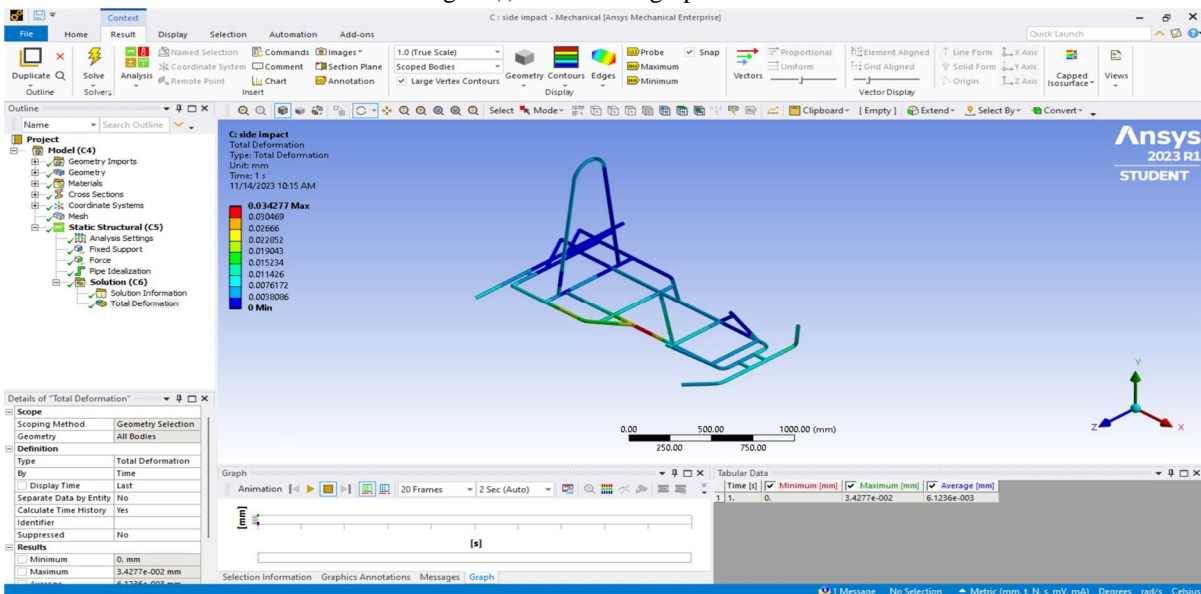 C : side impact - Mechanical [Ansys Mechanical Enterprise]
Context
File Home Result Display Selection Automation Add-ons
Quick Launch
Named Selection Commands Images 1.0 (True Scale) Probe Snap Proportional Element Aligned Line Form X Axis
Coordinate System Comment Section Plane Scoped Bodies Maximum Uniform Grid Aligned Solid Form Y Axis
Remote Point Chart Annotation Large Vertex Contours Minimum Origin Z Axis
Duplicate Solve Analysis Geometry Contours Edges Vectors Capped Isosurface Views
Outline Solvers Insert Display Vector Display
Outline
Name Search Outline
Select Mode Clipboard [ Empty ] Extend Select By Convert
Project
Model (C4)
Geometry Imports
Geometry
Materials
Cross Sections
Coordinate Systems
Mesh
Static Structural (C5)
Analysis Settings
Fixed Support
Force
Pipe Idealization
Solution (C6)
Solution Information
Total Deformation
C: side impact
Total Deformation
Type: Total Deformation
Unit: mm
Time: 1 s
11/14/2023 10:15 AM
0.034277 Max
0.030469
0.02666
0.022852
0.019043
0.015234
0.011426
0.0076172
0.0038086
0 Min
Ansys
2023 R1
STUDENT
Y
Z
X
0.00 500.00 1000.00 (mm)
250.00 750.00
Details of "Total Deformation"
Scope
Scoping Method Geometry Selection
Geometry All Bodies
Definition
Type Total Deformation
By Time
Display Time Last
Separate Data by Entity No
Calculate Time History Yes
Identifier
Suppressed No
Results
Minimum 0. mm
Maximum 3.4277e-002 mm
Graph
Animation 20 Frames 2 Sec (Auto)
[mm]
[s]
Selection Information Graphics Annotations Messages Graph
Tabular Data
Time [s] Minimum [mm] Maximum [mm] Average [mm]
1 1. 0. 3.4277e-002 6.1236e-003
1 Message No Selection Metric (mm, t, N, s, mV, mA) Degrees rad/s Celsius